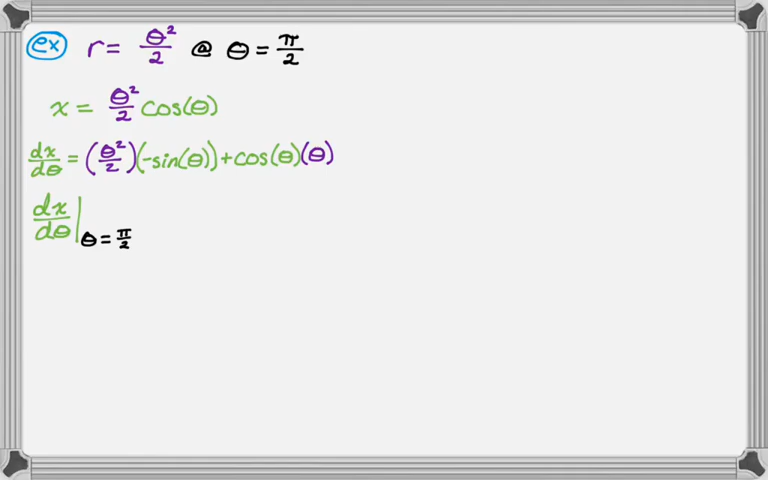 ex r = θ²/2 @ θ = π/2
x = θ²/2 cos(θ)
dx/dθ = (θ²/2)(-sin(θ)) + cos(θ)(θ)
dx/dθ | θ = π/2